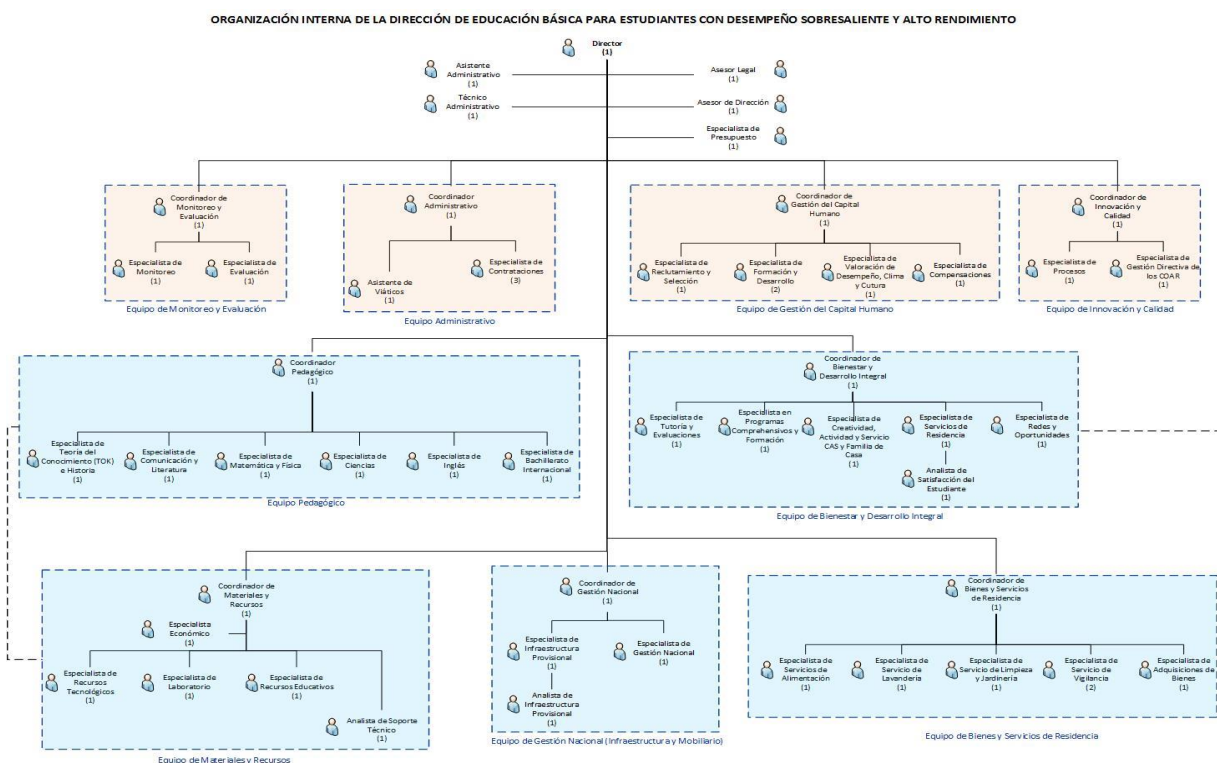 ORGANIZACIÓN INTERNA DE LA DIRECCIÓN DE EDUCACIÓN BÁSICA PARA ESTUDIANTES CON DESEMPEÑO SOBRESALIENTE Y ALTO RENDIMIENTO
Director
(1)
Asistente
Administrativo
(1)
Asesor Legal
(1)
Técnico
Administrativo
(1)
Asesor de Dirección
(1)
Especialista de
Presupuesto
(1)
Coordinador de
Monitoreo y
Evaluación
(1)
Especialista de
Monitoreo
(1)
Especialista de
Evaluación
(1)
Equipo de Monitoreo y Evaluación
Coordinador
Administrativo
(1)
Asistente de
Viáticos
(1)
Especialista de
Contrataciones
(3)
Equipo Administrativo
Coordinador de
Gestión del Capital
Humano
(1)
Especialista de
Reclutamiento y
Selección
(1)
Especialista de
Formación y
Desarrollo
(2)
Especialista de
Valoración de
Desempeño, Clima
y Cutura
(1)
Especialista de
Compensaciones
(1)
Equipo de Gestión del Capital Humano
Coordinador de
Innovación y
Calidad
(1)
Especialista de
Procesos
(1)
Especialista de
Gestión Directiva de
los COAR
(1)
Equipo de Innovación y Calidad
Coordinador
Pedagógico
(1)
Especialista de
Teoría del
Conocimiento (TOK)
e Historia
(1)
Especialista de
Comunicación y
Literatura
(1)
Especialista de
Matemática y Física
(1)
Especialista de
Ciencias
(1)
Especialista de
Inglés
(1)
Especialista de
Bachillerato
Internacional
(1)
Equipo Pedagógico
Coordinador de
Bienestar y
Desarrollo Integral
(1)
Especialista de
Tutoría y
Evaluaciones
(1)
Especialista en
Programas
Comprehensivos y
Formación
(1)
Especialista de
Creatividad,
Actividad y Servicio
CAS y Familia de
Casa
(1)
Especialista de
Servicios de
Residencia
(1)
Analista de
Satisfacción del
Estudiante
(1)
Especialista de
Redes y
Oportunidades
(1)
Equipo de Bienestar y Desarrollo Integral
Coordinador de
Materiales y
Recursos
(1)
Especialista
Económico
(1)
Especialista de
Recursos
Tecnológicos
(1)
Especialista de
Laboratorio
(1)
Especialista de
Recursos Educativos
(1)
Analista de Soporte
Técnico
(1)
Equipo de Materiales y Recursos
Coordinador de
Gestión Nacional
(1)
Especialista de
Infraestructura
Provisional
(1)
Analista de
Infraestructura
Provisional
(1)
Especialista de
Gestión Nacional
(1)
Equipo de Gestión Nacional (Infraestructura y Mobiliario)
Coordinador de
Bienes y Servicios
de Residencia
(1)
Especialista de
Servicios de
Alimentación
(1)
Especialista de
Servicio de
Lavandería
(1)
Especialista de
Servicio de Limpieza
y Jardinería
(1)
Especialista de
Servicio de
Vigilancia
(2)
Especialista de
Adquisiciones de
Bienes
(1)
Equipo de Bienes y Servicios de Residencia